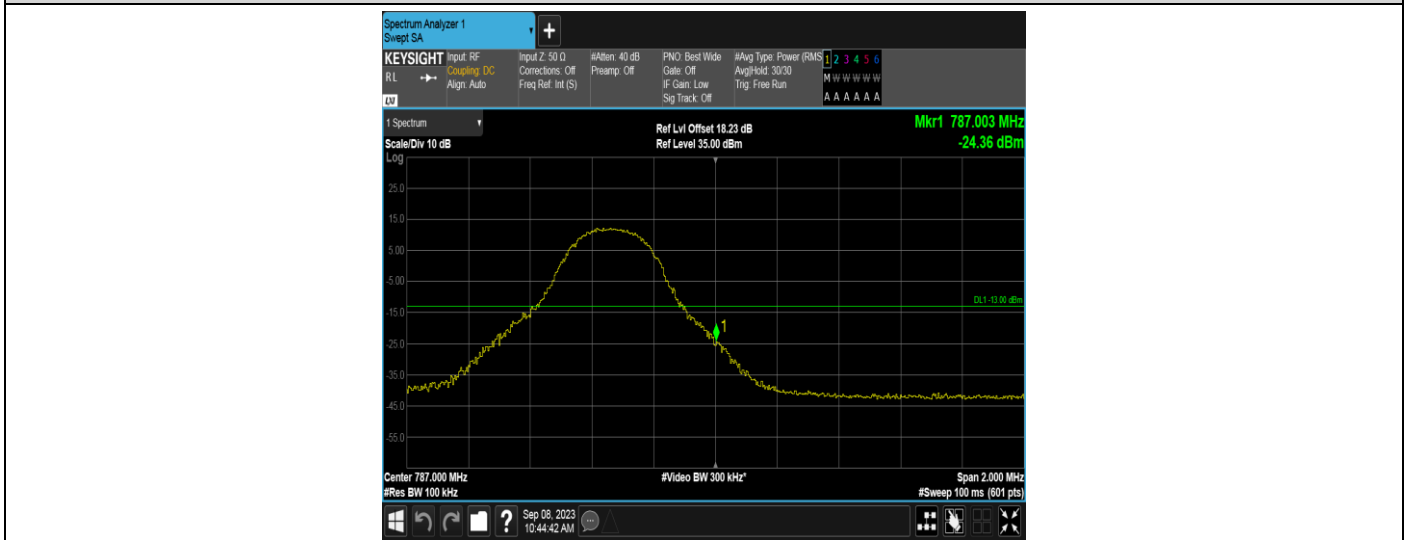 Spectrum Analyzer 1
Swept SA
+
KEYSIGHT
RL
LXI
Input: RF
Coupling: DC
Align: Auto
Input Z: 50 Ω
Corrections: Off
Freq Ref: Int (S)
#Atten: 40 dB
Preamp: Off
PNO: Best Wide
Gate: Off
IF Gain: Low
Sig Track: Off
#Avg Type: Power (RMS
Avg|Hold: 30/30
Trig: Free Run
1 2 3 4 5 6
M W W W W W
A A A A A A
1 Spectrum
Scale/Div 10 dB
Log
Ref Lvl Offset 18.23 dB
Ref Level 35.00 dBm
Mkr1 787.003 MHz
-24.36 dBm
25.0
15.0
5.00
-5.00
DL1 -13.00 dBm
-15.0
1
-25.0
-35.0
-45.0
-55.0
Center 787.000 MHz
#Video BW 300 kHz*
Span 2.000 MHz
#Res BW 100 kHz
#Sweep 100 ms (601 pts)
?
Sep 08, 2023
10:44:42 AM